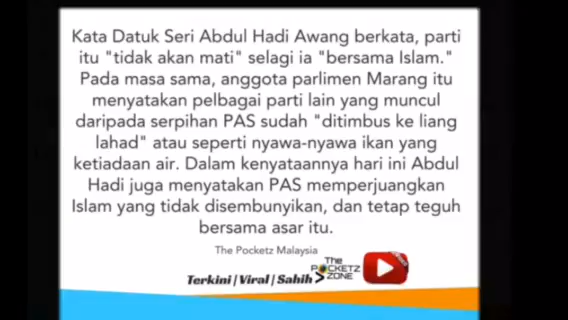 Kata Datuk Seri Abdul Hadi Awang berkata, parti
itu "tidak akan mati" selagi ia "bersama Islam."
Pada masa sama, anggota parlimen Marang itu
menyatakan pelbagai parti lain yang muncul
daripada serpihan PAS sudah "ditimbus ke liang
lahad" atau seperti nyawa-nyawa ikan yang
ketiadaan air. Dalam kenyataannya hari ini Abdul
Hadi juga menyatakan PAS memperjuangkan
Islam yang tidak disembunyikan, dan tetap teguh
bersama asar itu.
The Pocketz Malaysia
Terkini | Viral | Sahih
The
POCKETZ
ZONE